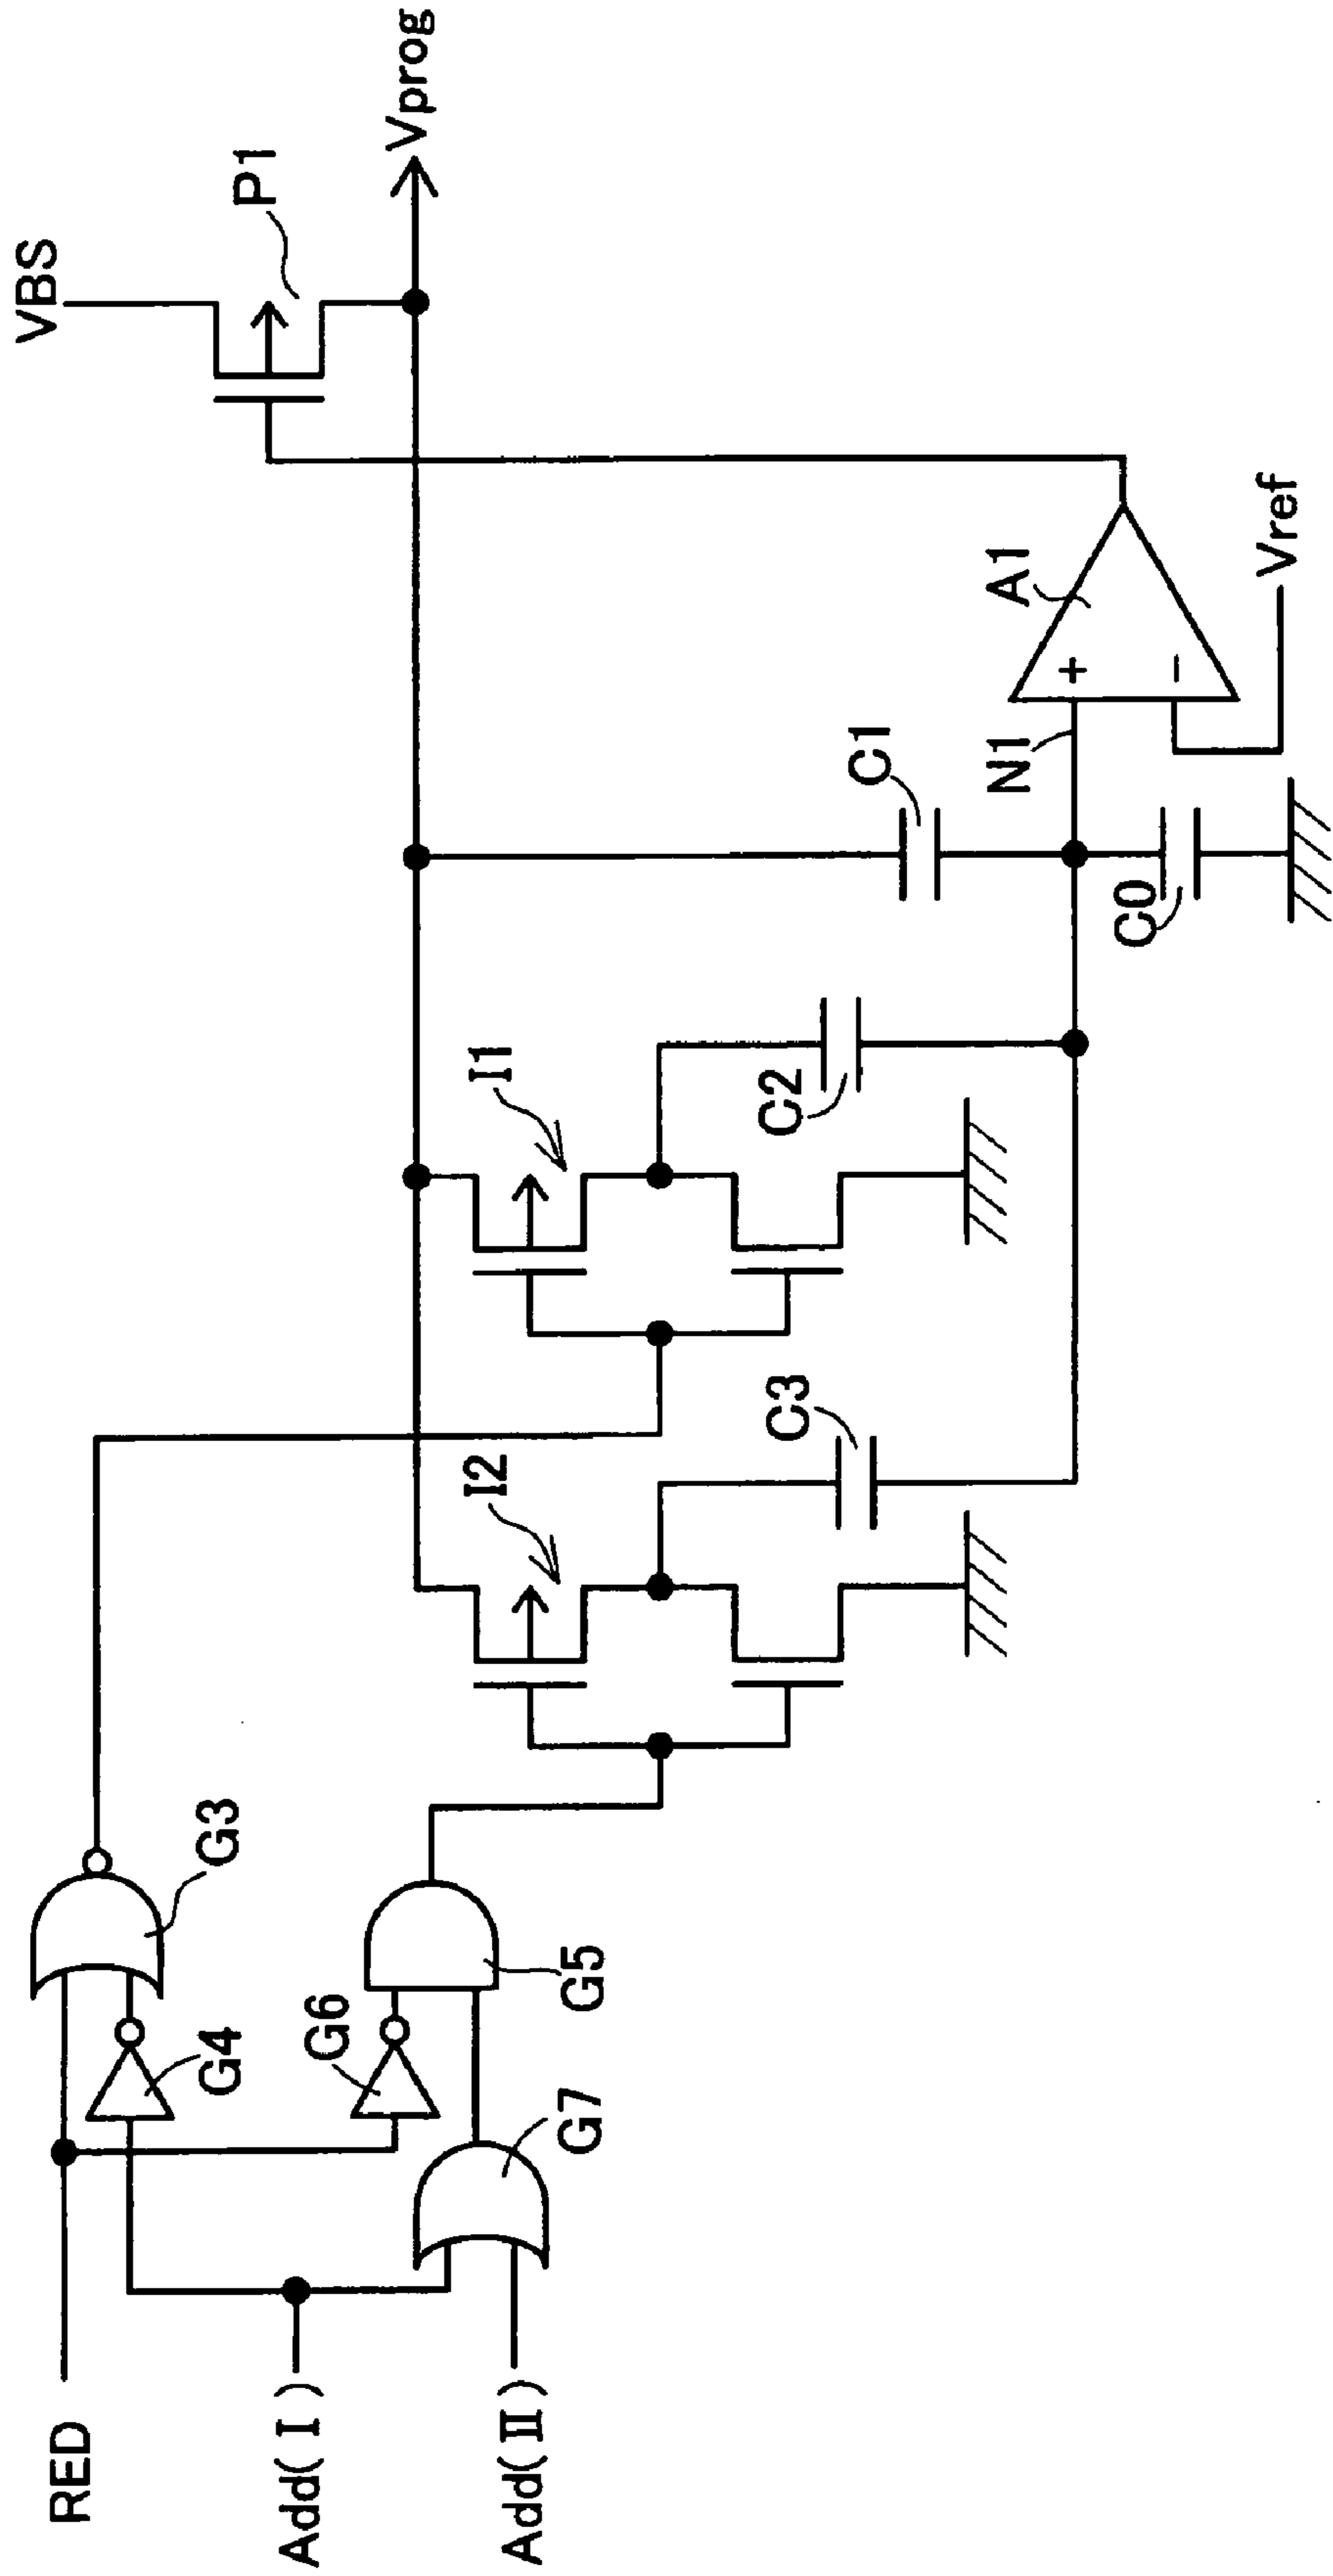 VBS
P1
Vprog
RED
G3
G4
G6
G5
G7
Add(I)
Add(II)
I2
I1
C3
C2
C1
C0
N1
A1
+
−
Vref